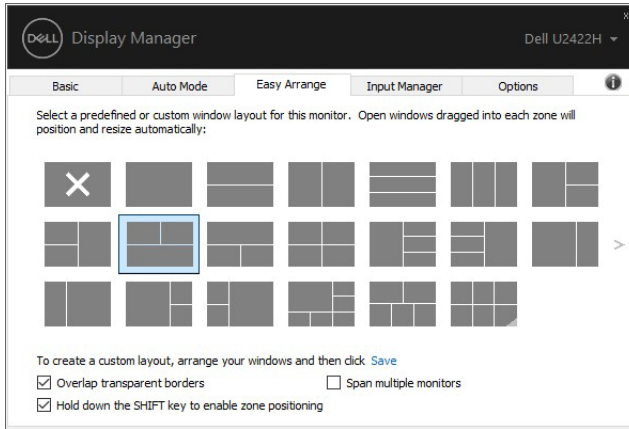 x
DELL Display Manager
Dell U2422H
Basic Auto Mode Easy Arrange Input Manager Options i
Select a predefined or custom window layout for this monitor. Open windows dragged into each zone will
position and resize automatically:
>
To create a custom layout, arrange your windows and then click Save
Overlap transparent borders Span multiple monitors
Hold down the SHIFT key to enable zone positioning